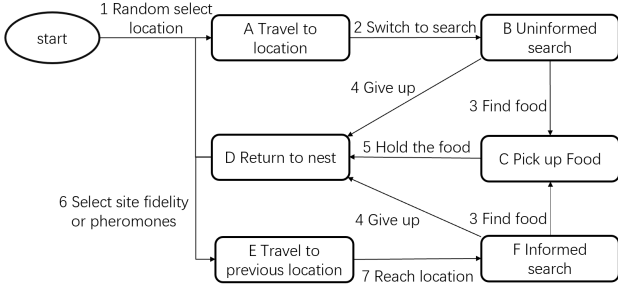 1 Random select
location
start
A Travel to
location
2 Switch to search
B Uninformed
search
4 Give up
3 Find food
D Return to nest
5 Hold the food
C Pick up Food
6 Select site fidelity
or pheromones
4 Give up
3 Find food
E Travel to
previous location
7 Reach location
F Informed
search